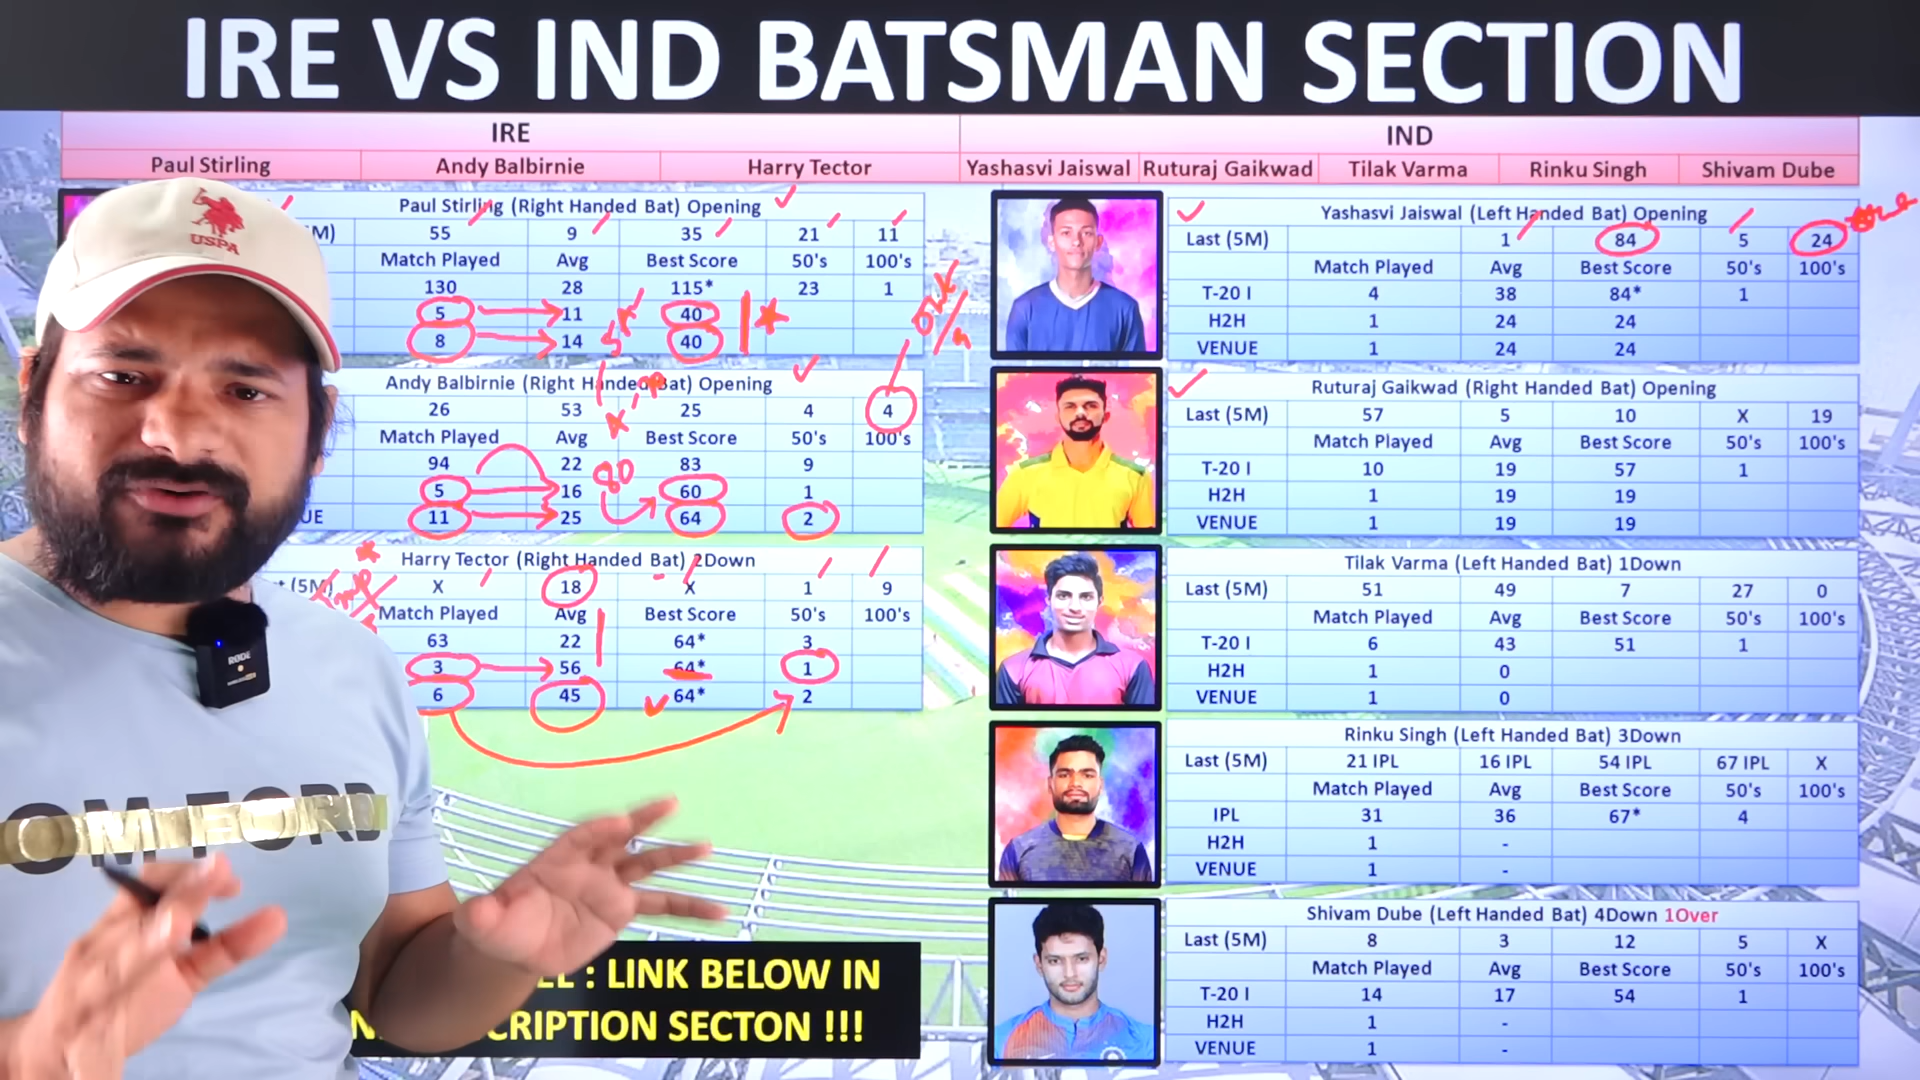 IRE VS IND BATSMAN SECTION
IRE
IND
Paul Stirling Andy Balbirnie Harry Tector
Yashasvi Jaiswal Ruturaj Gaikwad Tilak Varma Rinku Singh Shivam Dube
Paul Stirling (Right Handed Bat) Opening
M) 55 9 35 21 11
Match Played Avg Best Score 50's 100's
130 28 115* 23 1
5 11 40
8 14 40
Andy Balbirnie (Right Handed Bat) Opening
26 53 25 4 4
Match Played Avg Best Score 50's 100's
94 22 83 9
5 16 80 60 1
UE 11 25 64 2
Harry Tector (Right Handed Bat) 2Down
t (5M) X 18 X 1 9
Match Played Avg Best Score 50's 100's
63 22 64* 3
3 56 64* 1
6 45 64* 2
Yashasvi Jaiswal (Left Handed Bat) Opening
Last (5M) 1 84 5 24
Match Played Avg Best Score 50's 100's
T-20 I 4 38 84* 1
H2H 1 24 24
VENUE 1 24 24
Ruturaj Gaikwad (Right Handed Bat) Opening
Last (5M) 57 5 10 X 19
Match Played Avg Best Score 50's 100's
T-20 I 10 19 57 1
H2H 1 19 19
VENUE 1 19 19
Tilak Varma (Left Handed Bat) 1Down
Last (5M) 51 49 7 27 0
Match Played Avg Best Score 50's 100's
T-20 I 6 43 51 1
H2H 1 0
VENUE 1 0
Rinku Singh (Left Handed Bat) 3Down
Last (5M) 21 IPL 16 IPL 54 IPL 67 IPL X
Match Played Avg Best Score 50's 100's
IPL 31 36 67* 4
H2H 1 -
VENUE 1 -
Shivam Dube (Left Handed Bat) 4Down 1Over
Last (5M) 8 3 12 5 X
Match Played Avg Best Score 50's 100's
T-20 I 14 17 54 1
H2H 1 -
VENUE 1 -
: LINK BELOW IN
CRIPTION SECTON !!!
USPA
RODE
OM FORD